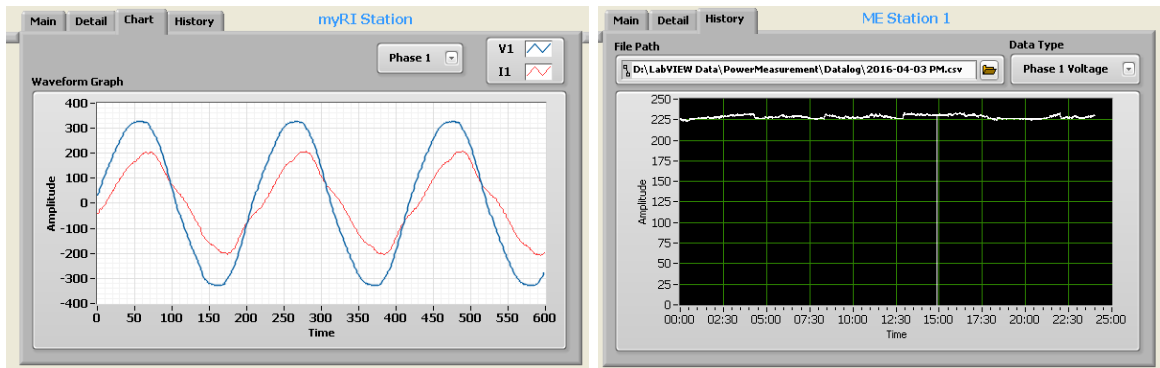 Main Detail Chart History
myRI Station
Phase 1
V1
I1
Waveform Graph
400
300
200
100
0
-100
-200
-300
-400
Amplitude
0 50 100 150 200 250 300 350 400 450 500 550 600
Time
Main Detail History
ME Station 1
File Path
Data Type
D:\LabVIEW Data\PowerMeasurement\Datalog\2016-04-03 PM.csv
Phase 1 Voltage
250
225
200
175
150
125
100
75
50
25
0
Amplitude
00:00 02:30 05:00 07:30 10:00 12:30 15:00 17:30 20:00 22:30 25:00
Time